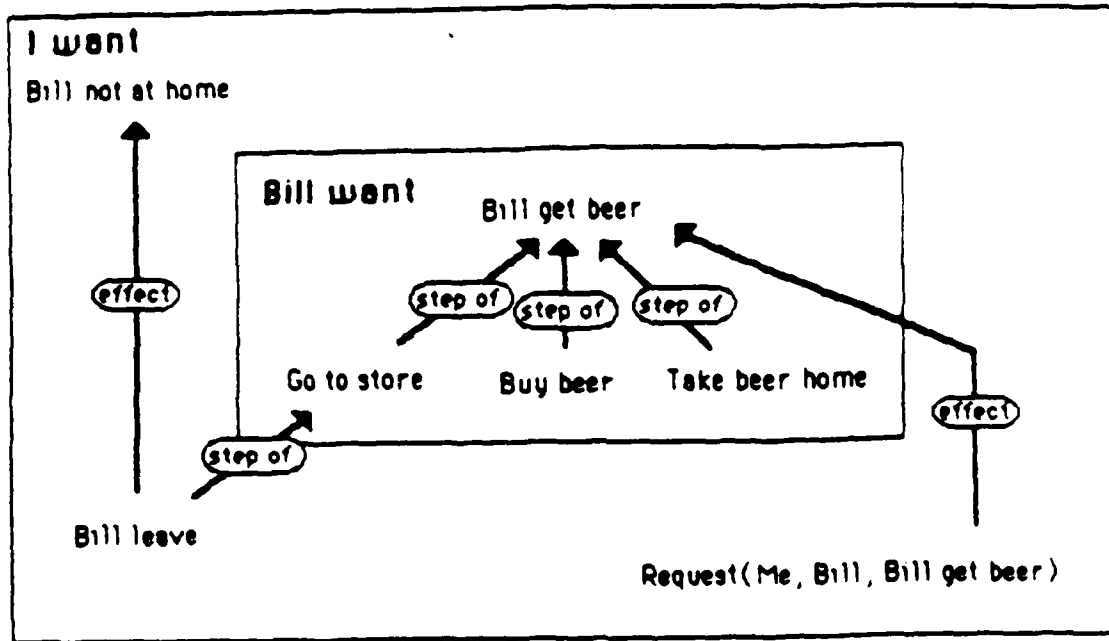 I want
Bill not at home
Bill want
Bill get beer
effect
step of
step of
step of
Go to store
Buy beer
Take beer home
effect
step of
Bill leave
Request(Me, Bill, Bill get beer)